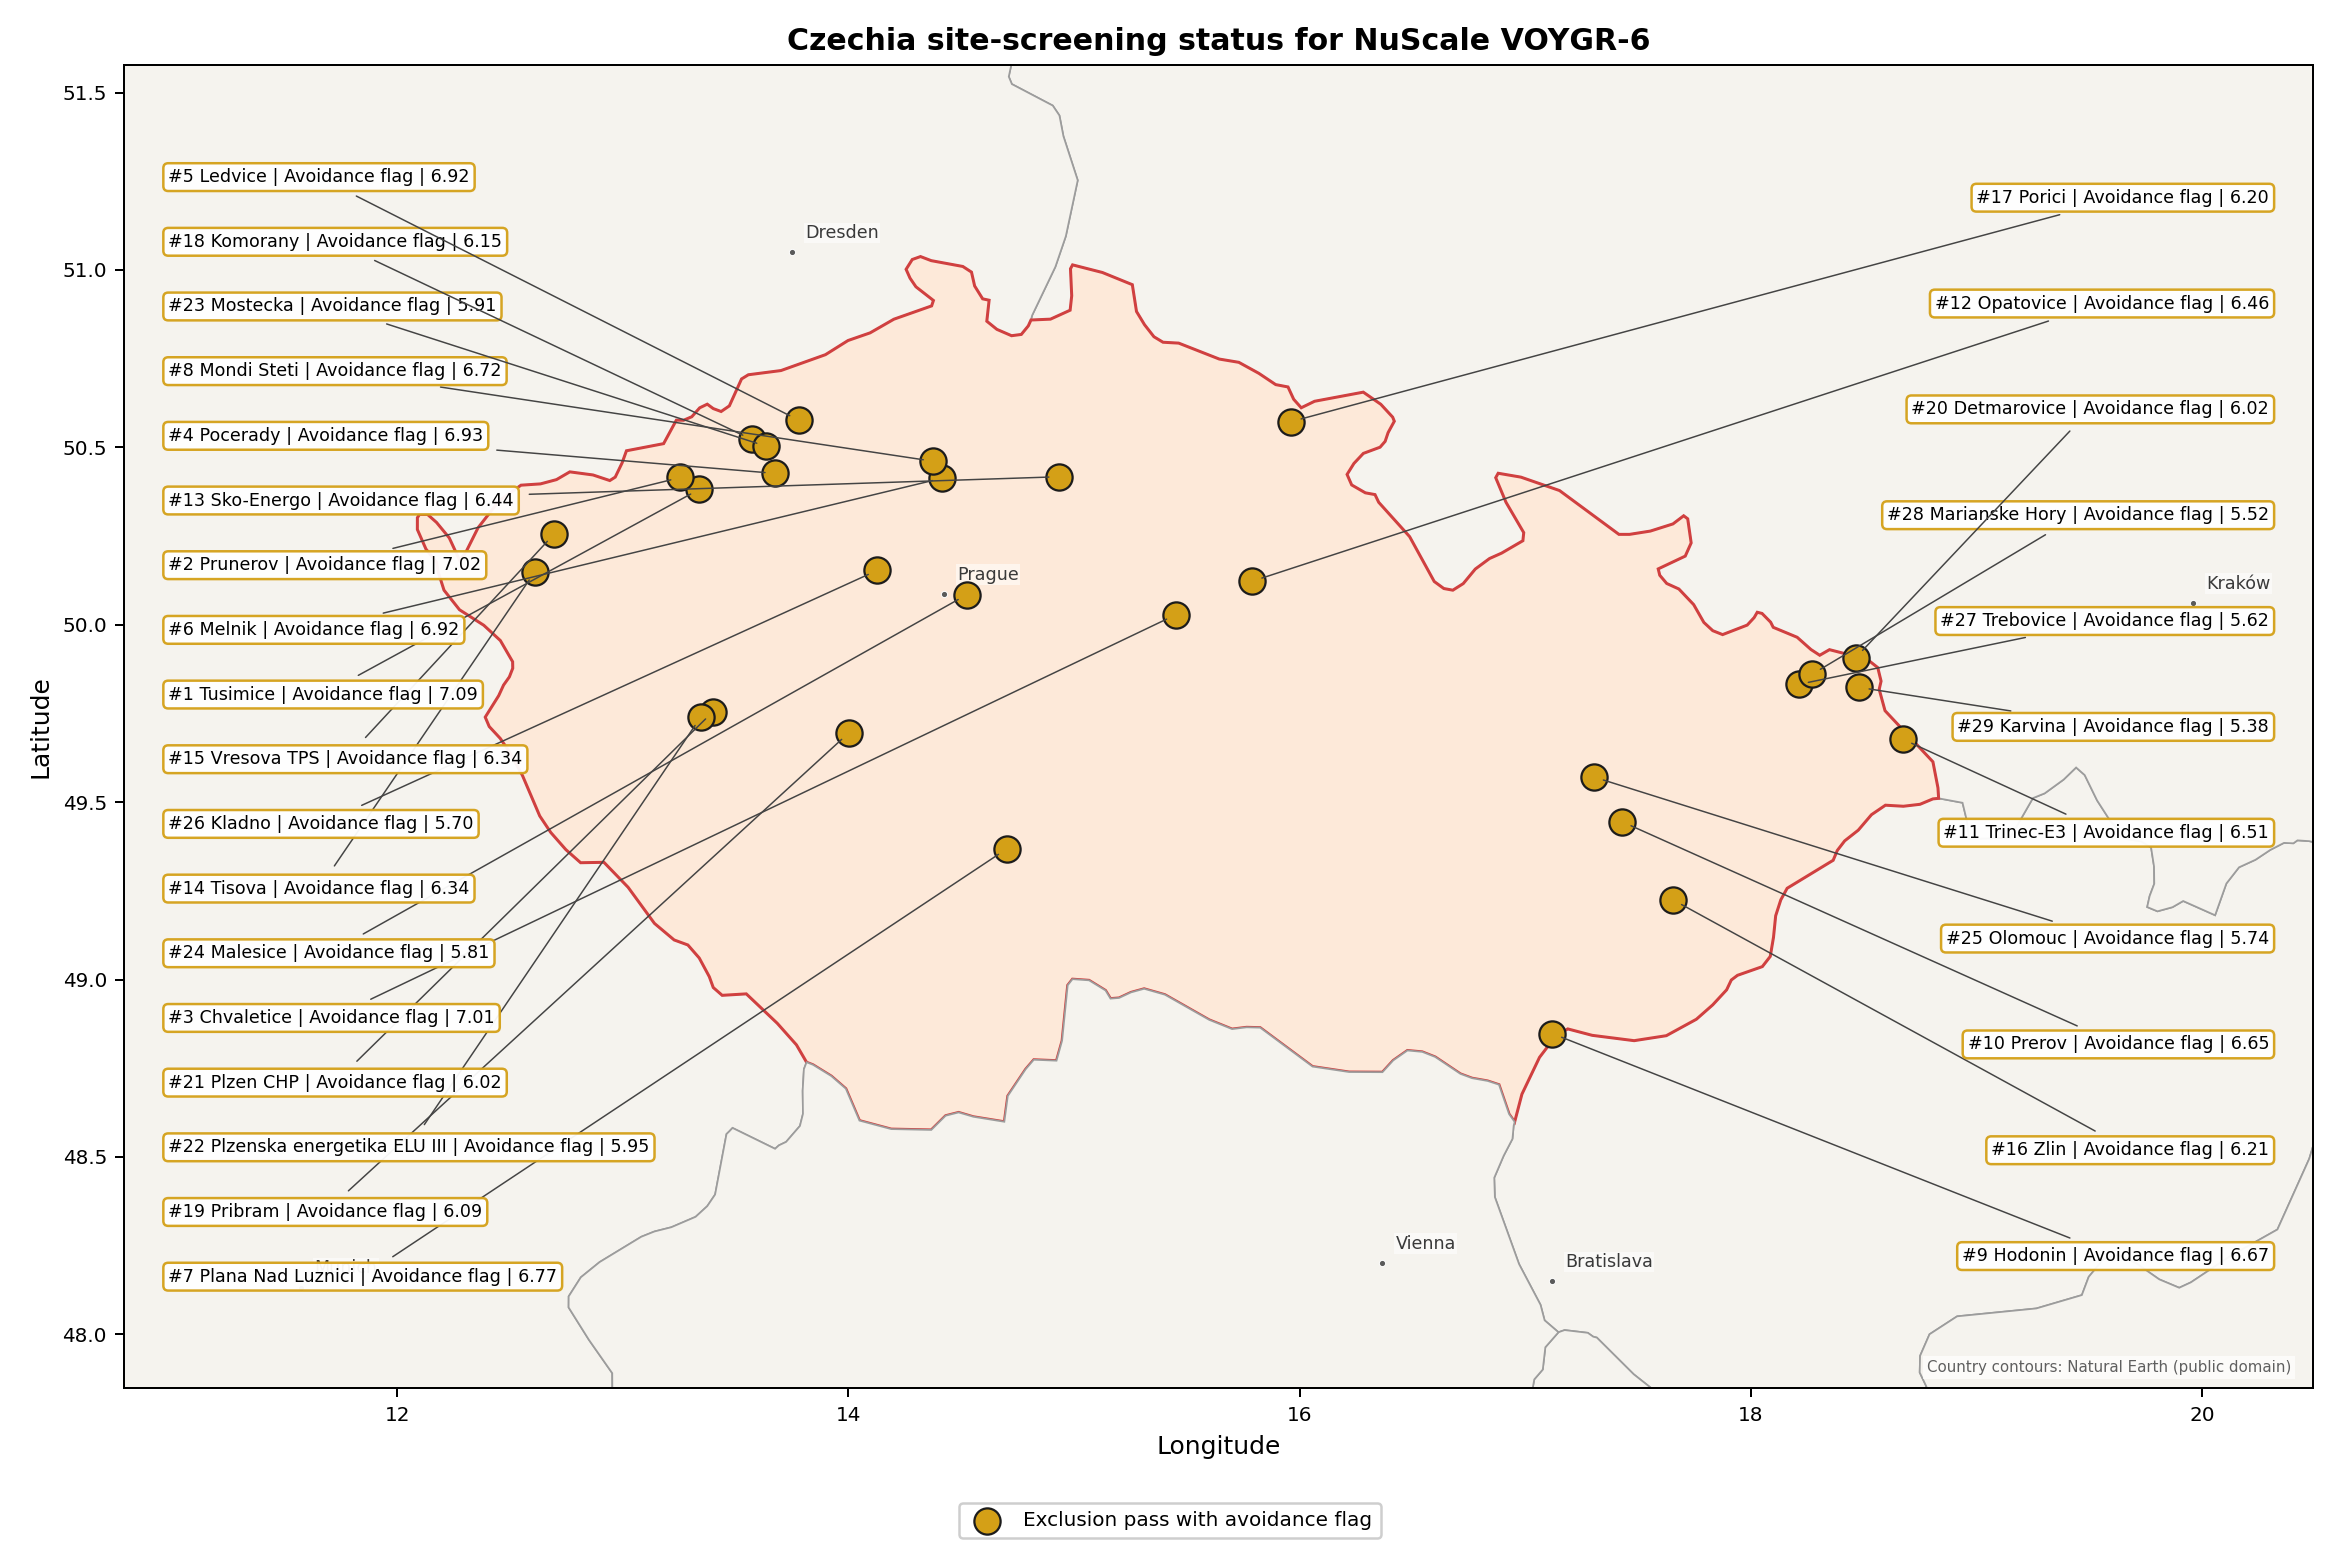 Czechia site-screening status for NuScale VOYGR-6
51.5
51.0
50.5
50.0
49.5
49.0
48.5
48.0
Latitude
#5 Ledvice | Avoidance flag | 6.92
#18 Komorany | Avoidance flag | 6.15
#23 Mostecka | Avoidance flag | 5.91
#8 Mondi Steti | Avoidance flag | 6.72
#4 Pocerady | Avoidance flag | 6.93
#13 Sko-Energo | Avoidance flag | 6.44
#2 Prunerov | Avoidance flag | 7.02
#6 Melnik | Avoidance flag | 6.92
#1 Tusimice | Avoidance flag | 7.09
#15 Vresova TPS | Avoidance flag | 6.34
#26 Kladno | Avoidance flag | 5.70
#14 Tisova | Avoidance flag | 6.34
#24 Malesice | Avoidance flag | 5.81
#3 Chvaletice | Avoidance flag | 7.01
#21 Plzen CHP | Avoidance flag | 6.02
#22 Plzenska energetika ELU III | Avoidance flag | 5.95
#19 Pribram | Avoidance flag | 6.09
#7 Plana Nad Luznici | Avoidance flag | 6.77
Dresden
Prague
Vienna
Bratislava
Kraków
#17 Porici | Avoidance flag | 6.20
#12 Opatovice | Avoidance flag | 6.46
#20 Detmarovice | Avoidance flag | 6.02
#28 Marianske Hory | Avoidance flag | 5.52
#27 Trebovice | Avoidance flag | 5.62
#29 Karvina | Avoidance flag | 5.38
#11 Trinec-E3 | Avoidance flag | 6.51
#25 Olomouc | Avoidance flag | 5.74
#10 Prerov | Avoidance flag | 6.65
#16 Zlin | Avoidance flag | 6.21
#9 Hodonin | Avoidance flag | 6.67
Country contours: Natural Earth (public domain)
12
14
16
18
20
Longitude
Exclusion pass with avoidance flag